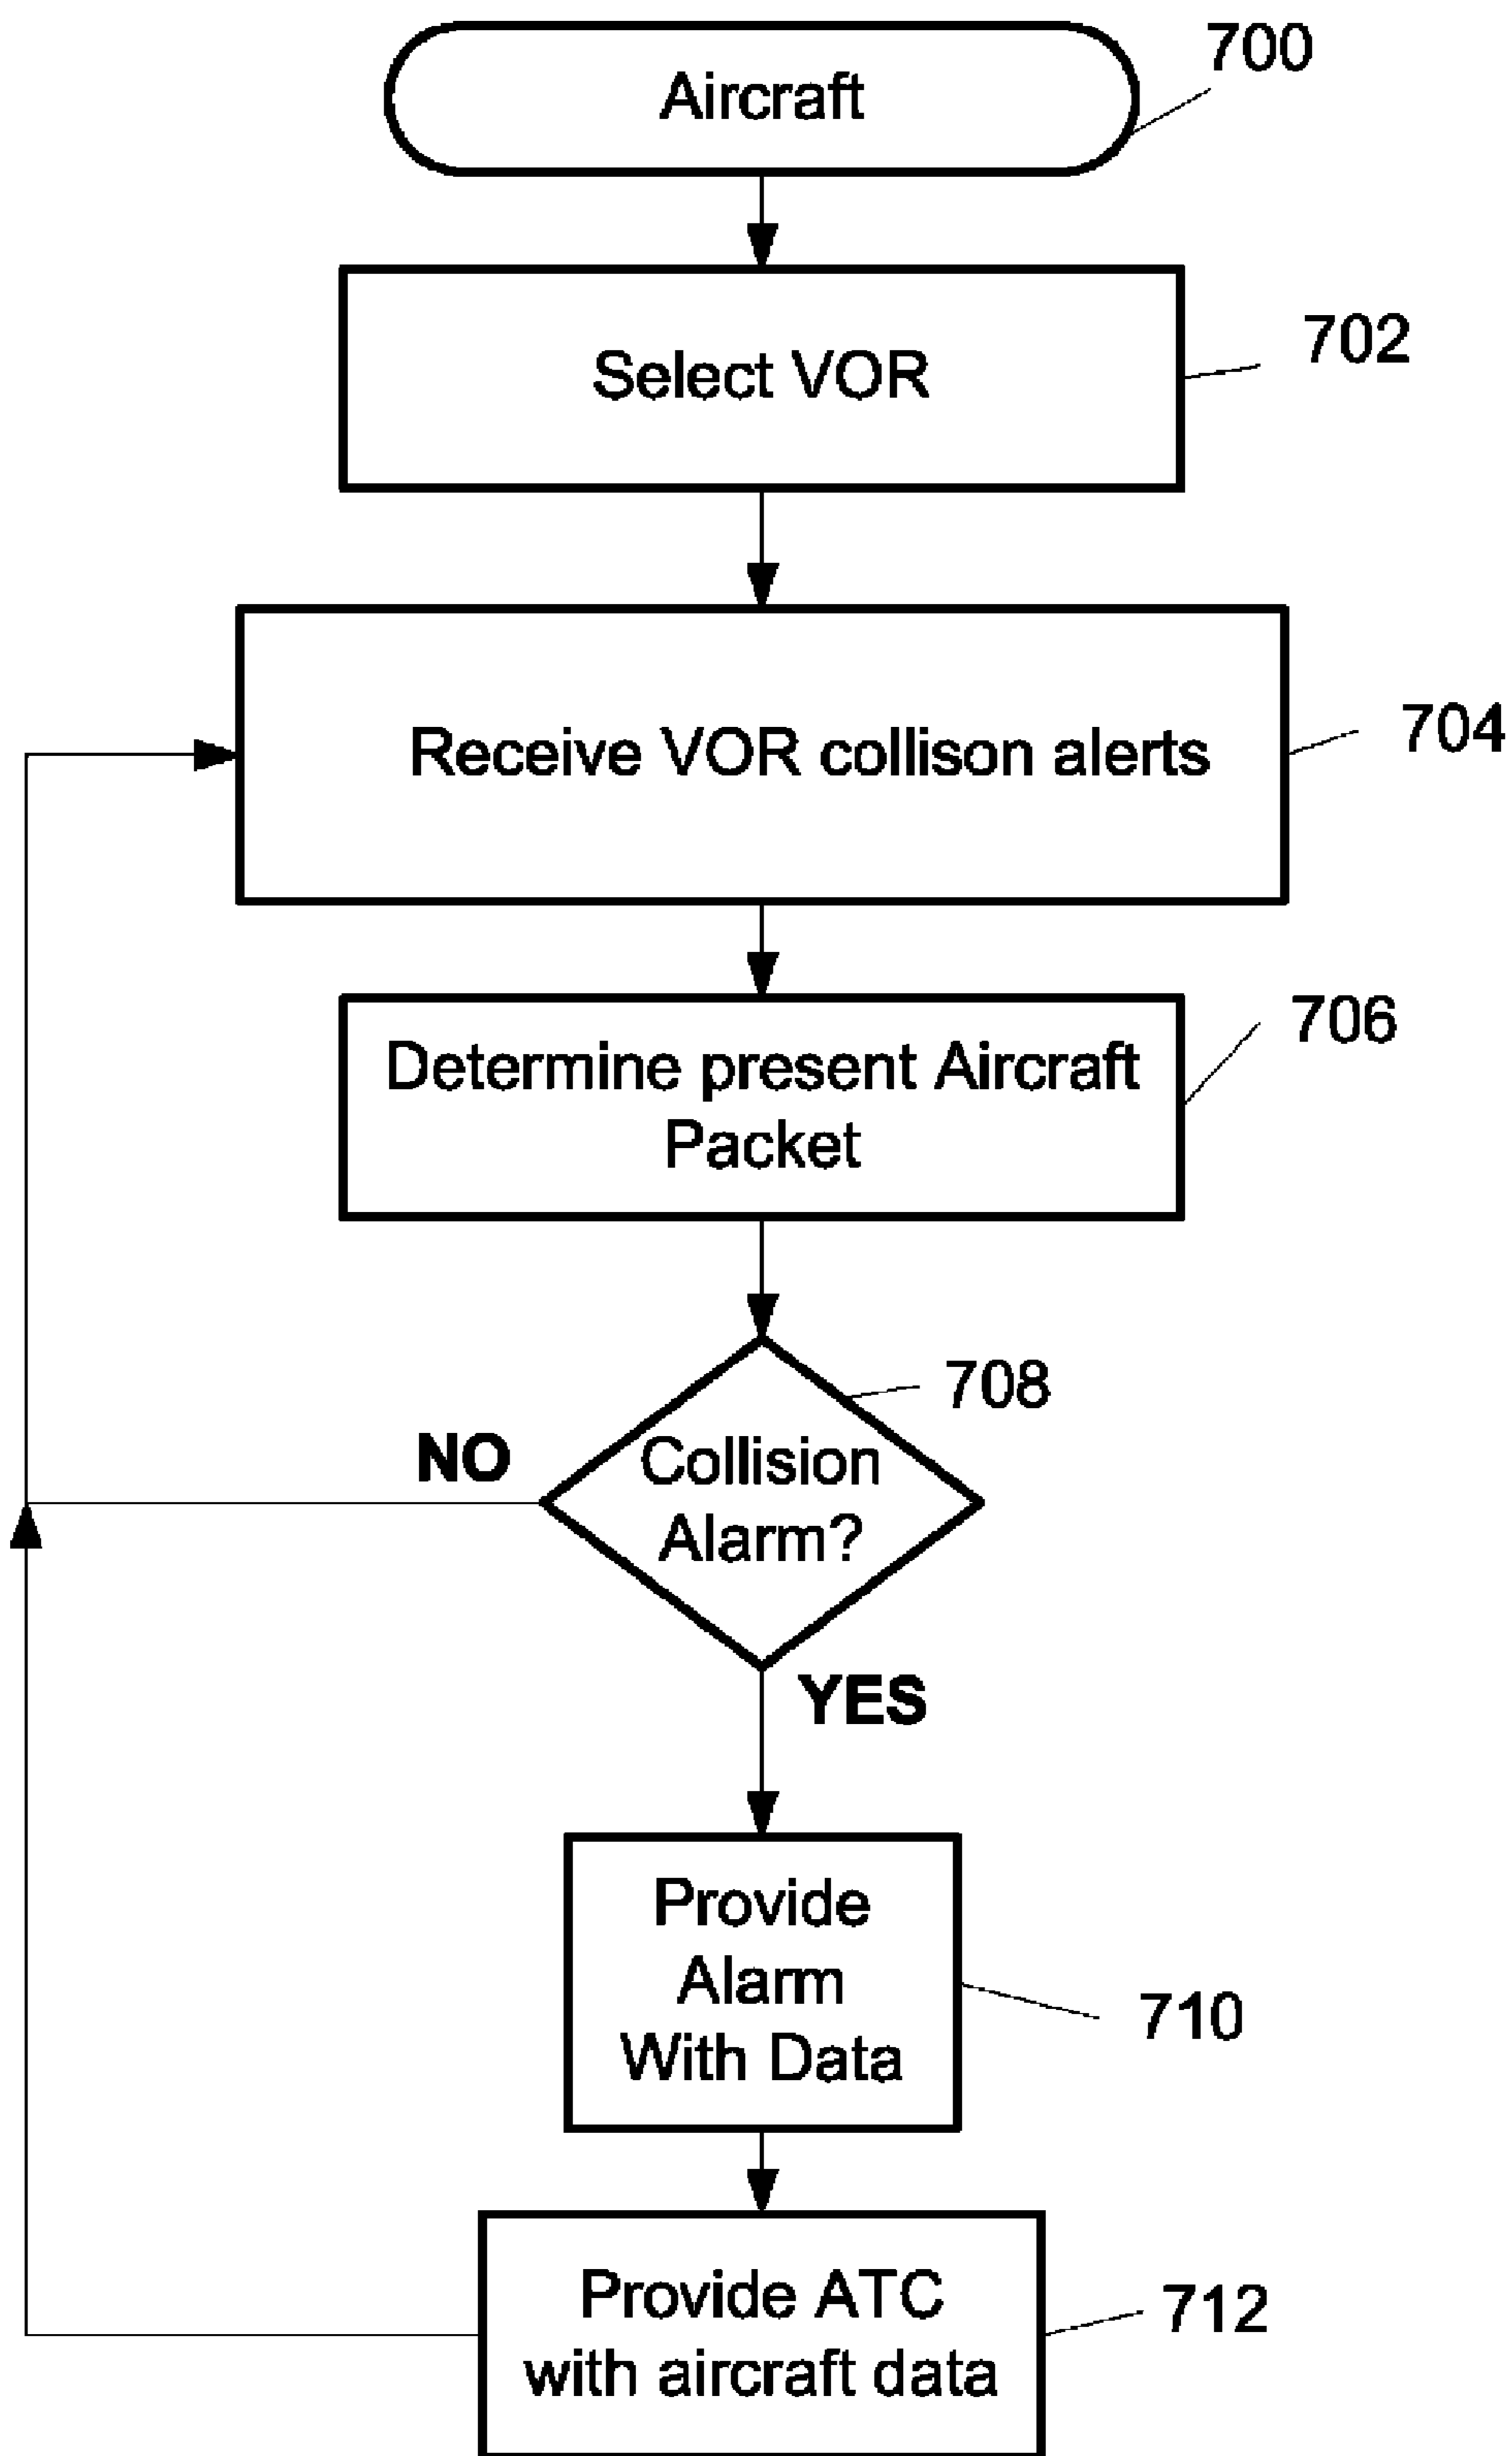 Aircraft
700
Select VOR
702
Receive VOR collison alerts
704
Determine present Aircraft
Packet
706
708
Collision
Alarm?
NO
YES
Provide
Alarm
With Data
710
Provide ATC
with aircraft data
712